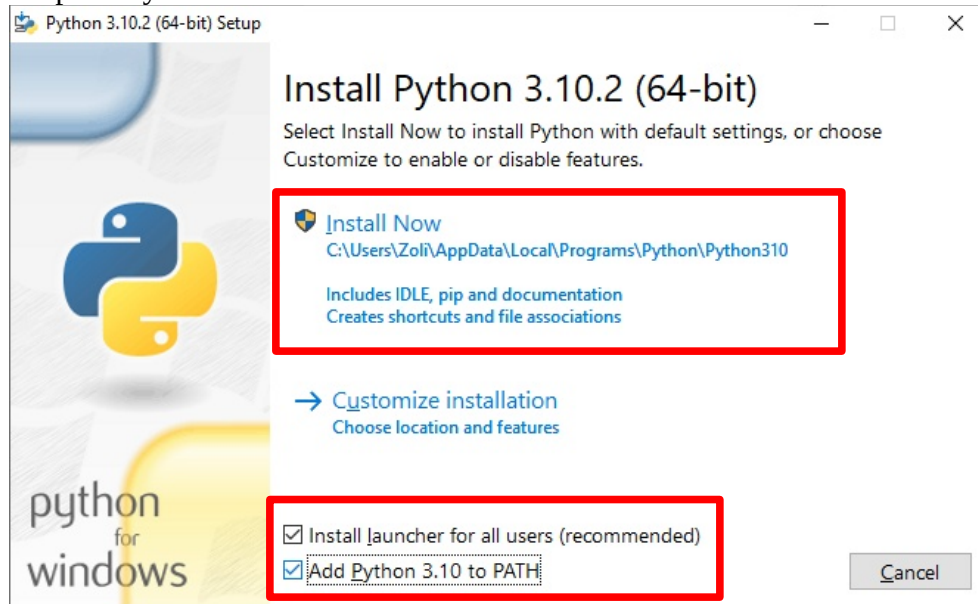 Python 3.10.2 (64-bit) Setup
Install Python 3.10.2 (64-bit)
Select Install Now to install Python with default settings, or choose
Customize to enable or disable features.
Install Now
C:\Users\Zoli\AppData\Local\Programs\Python\Python310
Includes IDLE, pip and documentation
Creates shortcuts and file associations
Customize installation
Choose location and features
python
for
windows
Install launcher for all users (recommended)
Add Python 3.10 to PATH
Cancel